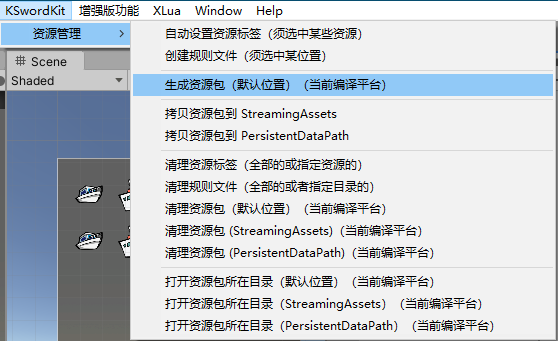 KSwordKit 增强版功能 XLua Window Help
资源管理
Scene
Shaded
自动设置资源标签（须选中某些资源）
创建规则文件（须选中某位置）
生成资源包（默认位置）（当前编译平台）
拷贝资源包到 StreamingAssets
拷贝资源包到 PersistentDataPath
清理资源标签（全部的或指定资源的）
清理规则文件（全部的或者指定目录的）
清理资源包（默认位置）（当前编译平台）
清理资源包 (StreamingAssets)（当前编译平台）
清理资源包 (PersistentDataPath)（当前编译平台）
打开资源包所在目录（默认位置）（当前编译平台）
打开资源包所在目录（StreamingAssets）（当前编译平台）
打开资源包所在目录（PersistentDataPath）（当前编译平台）